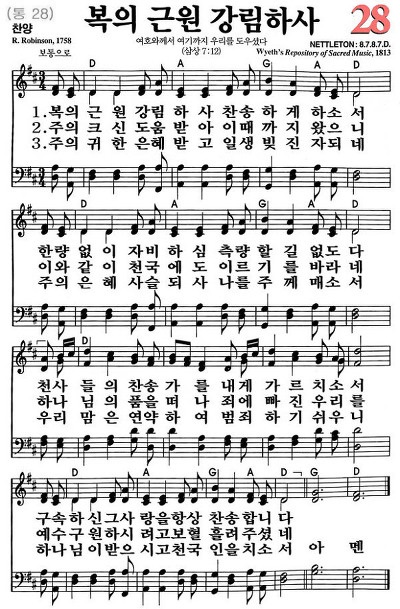 (통 28)
찬양
복의 근원 강림하사
28
R. Robinson, 1758
여호와께서 여기까지 우리를 도우셨다
NETTLETON : 8.7.8.7.D.
보통으로
(삼상 7:12)
Wyeth's Repository of Sacred Music, 1813
D A D G D A D
1. 복의 근 원 강림 하 사 찬송 하 게 하소 서
2. 주의 크 신 도움 받 아 이때 까 지 왔으 니
3. 주의 귀 한 은혜 받 고 일생 빚 진 자되 네
D A D G D A D
한량 없 이 자비 하 심 측량 할 길 없도 다
이와 같 이 천국 에 도 이르 기 를 바라 네
주의 은 혜 사슬 되 사 나를 주 께 매소 서
D
천사 들 의 찬송 가 를 내게 가 르 치소 서
하나 님 의 품을 떠 나 죄에 빠 진 우리 를
우리 맘 은 연약 하 여 범죄 하 기 쉬우 니
D A D G D A D G D
구속 하 신 그 사 랑을 항상 찬송 합 니 다
예수 구 원 하시 려 고 보혈 흘려 주셨 네
하나 님 이 받으 시 고 천국 인을 치소 서 아 멘